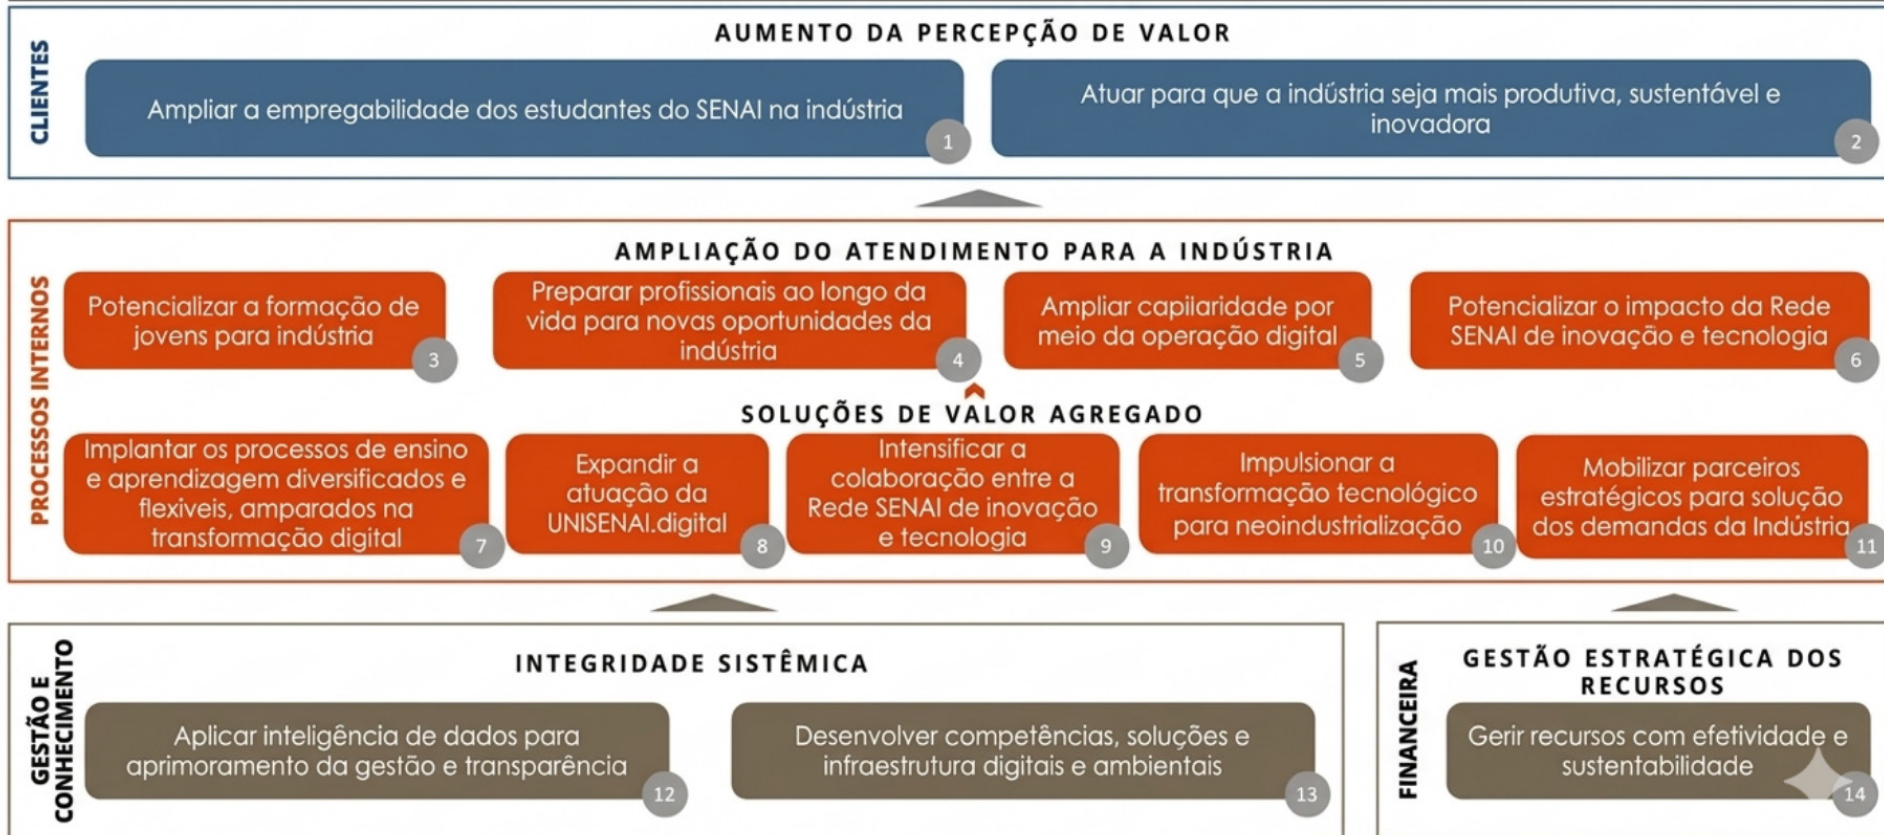 AUMENTO DA PERCEPÇÃO DE VALOR
CLIENTES
Ampliar a empregabilidade dos estudantes do SENAI na indústria
1
Atuar para que a indústria seja mais produtiva, sustentável e
inovadora
2
AMPLIAÇÃO DO ATENDIMENTO PARA A INDÚSTRIA
PROCESSOS INTERNOS
Potencializar a formação de
jovens para indústria
3
Preparar profissionais ao longo da
vida para novas oportunidades da
indústria
4
Ampliar capilaridade por
meio da operação digital
5
Potencializar o impacto da Rede
SENAI de inovação e tecnologia
6
SOLUÇÕES DE VALOR AGREGADO
Implantar os processos de ensino
e aprendizagem diversificados e
flexiveis, amparados na
transformação digital
7
Expandir a
atuação da
UNISENAI.digital
8
Intensificar a
colaboração entre a
Rede SENAI de inovação
e tecnologia
9
Impulsionar a
transformação tecnológico
para neoindustrialização
10
Mobilizar parceiros
estratégicos para solução
dos demandas da Indústria
11
GESTÃO E
CONHECIMENTO
INTEGRIDADE SISTÊMICA
Aplicar inteligência de dados para
aprimoramento da gestão e transparência
12
Desenvolver competências, soluções e
infraestrutura digitais e ambientais
13
FINANCEIRA
GESTÃO ESTRATÉGICA DOS
RECURSOS
Gerir recursos com efetividade e
sustentabilidade
14